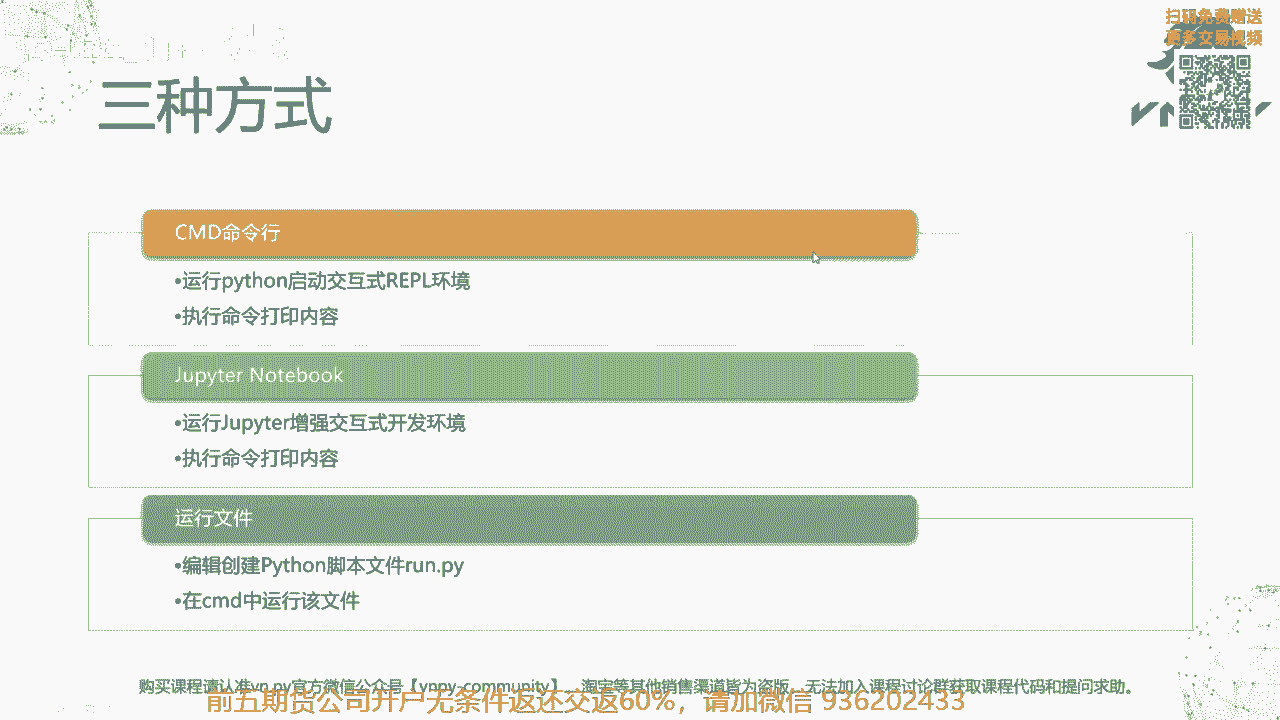 扫码免费赠送
更多交易视频
三种方式
CMD命令行
•运行python启动交互式REPL环境
•执行命令打印内容
Jupyter Notebook
•运行Jupyter增强交互式开发环境
•执行命令打印内容
运行文件
•编辑创建Python脚本文件run.py
•在cmd中运行该文件
购买课程请认准vn.py官方微信公众号【vnpy-community】，淘宝等其他销售渠道皆为盗版，无法加入课程讨论群获取课程代码和提问求助。
前五期货公司开户无条件返还交返60%，请加微信 936202433